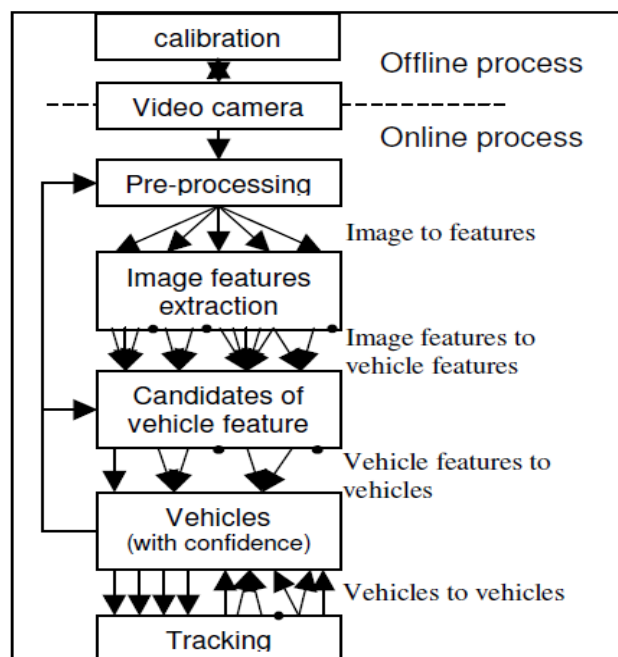 calibration
Offline process
Video camera
Online process
Pre-processing
Image to features
Image features
extraction
Image features to
vehicle features
Candidates of
vehicle feature
Vehicle features to
vehicles
Vehicles
(with confidence)
Vehicles to vehicles
Tracking